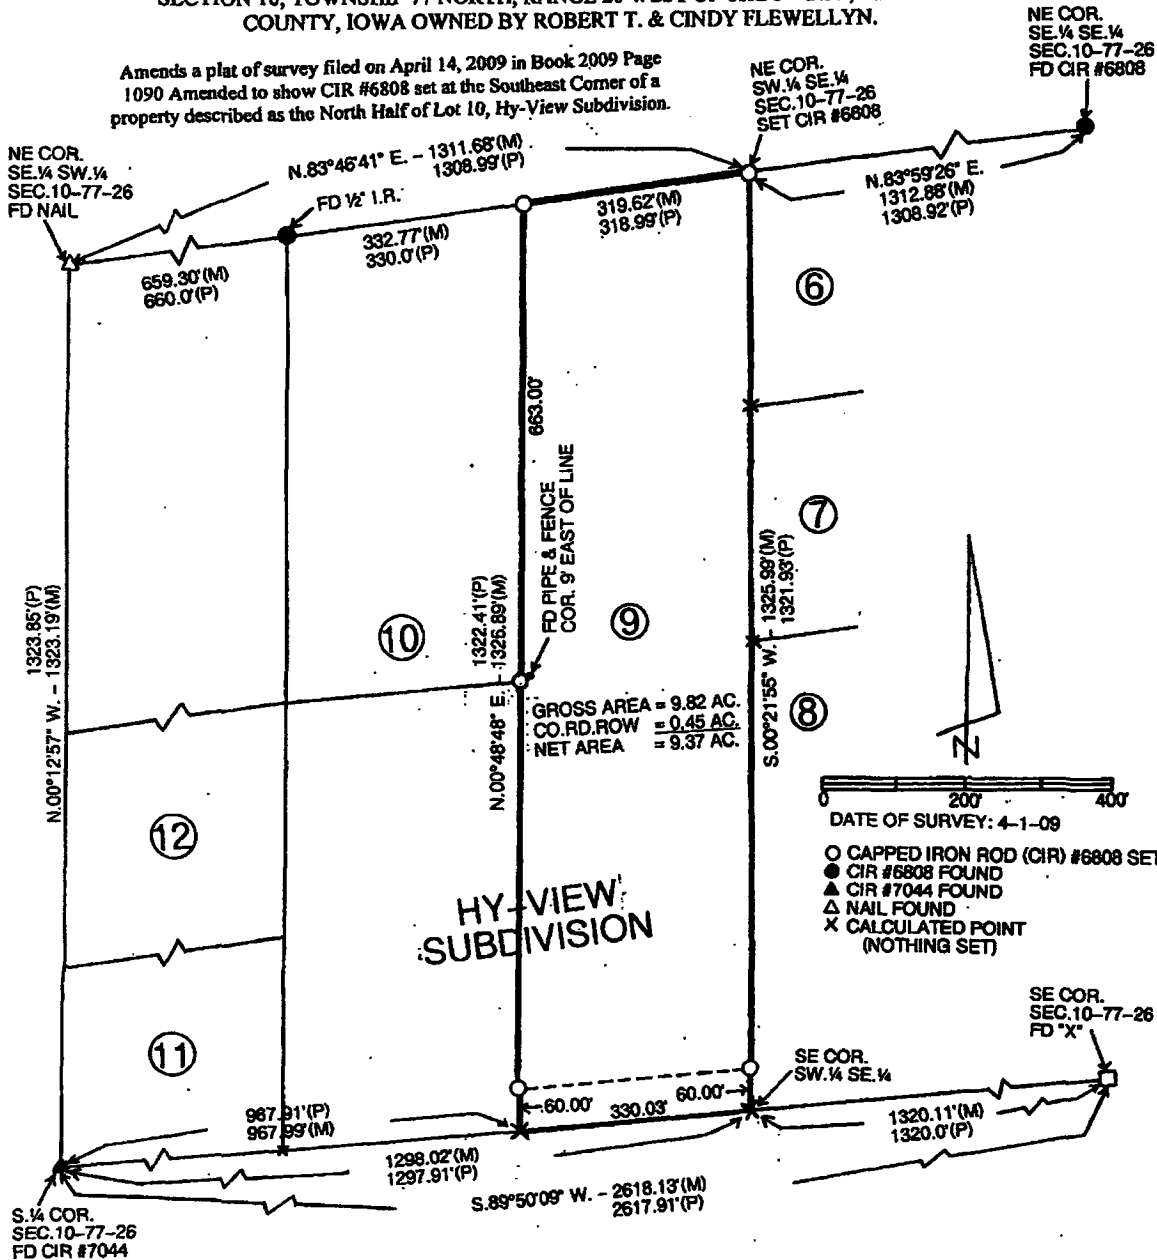 COUNTY, IOWA OWNED BY ROBERT T. & CINDY FLEWELLYN.
Amends a plat of survey filed on April 14, 2009 in Book 2009 Page
1090 Amended to show CIR #6808 set at the Southeast Corner of a
property described as the North Half of Lot 10, Hy-View Subdivision.
NE COR.
SE.¼ SE.¼
SEC.10-77-26
FD CIR #6808
NE COR.
SW.¼ SE.¼
SEC.10-77-26
SET CIR #6808
NE COR.
SE.¼ SW.¼
SEC.10-77-26
FD NAIL
N.83°46'41" E. - 1311.68'(M)
1308.99'(P)
FD ½" I.R.
N.83°59'26" E.
1312.88'(M)
1308.92'(P)
319.62'(M)
318.99'(P)
332.77'(M)
330.0'(P)
659.30'(M)
660.0'(P)
6
663.00'
FD PIPE & FENCE
COR. 9' EAST OF LINE
7
1323.85'(P)
N.00°12'57" W. - 1323.19'(M)
1322.41'(P)
N.00°48'48" E. - 1326.89'(M)
S.00°21'55" W. - 1325.99'(M)
1321.93'(P)
10
9
GROSS AREA = 9.82 AC.
CO.RD.ROW = 0.45 AC.
NET AREA = 9.37 AC.
8
N
0 200' 400'
DATE OF SURVEY: 4-1-09
CAPPED IRON ROD (CIR) #6808 SET
CIR #6808 FOUND
CIR #7044 FOUND
NAIL FOUND
CALCULATED POINT
(NOTHING SET)
12
HY-VIEW
SUBDIVISION
11
SE COR.
SEC.10-77-26
FD "X"
SE COR.
SW.¼ SE.¼
60.00'
60.00'
330.03'
967.91'(P)
967.99'(M)
1320.11'(M)
1320.0'(P)
1298.02'(M)
1297.91'(P)
S.89°50'09" W. - 2618.13'(M)
2617.91'(P)
S.¼ COR.
SEC.10-77-26
FD CIR #7044